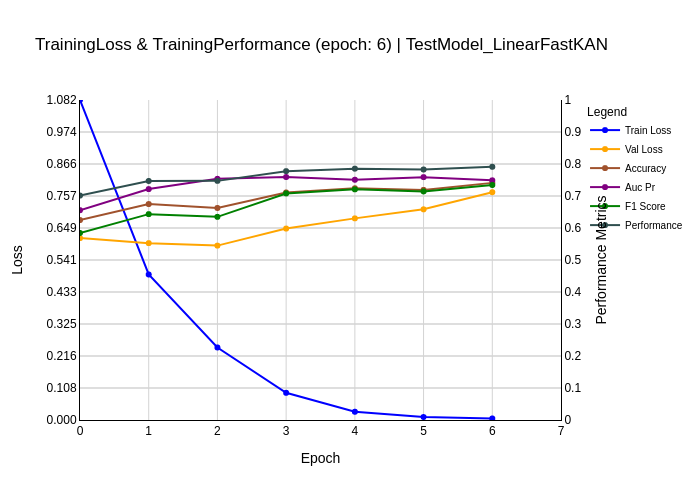 TrainingLoss & TrainingPerformance (epoch: 6) | TestModel_LinearFastKAN
1.082
0.974
0.866
0.757
0.649
0.541
0.433
0.325
0.216
0.108
0.000
Loss
0 1 2 3 4 5 6 7
Epoch
1
0.9
0.8
0.7
0.6
0.5
0.4
0.3
0.2
0.1
0
Performance Metrics
Legend
Train Loss
Val Loss
Accuracy
Auc Pr
F1 Score
Performance